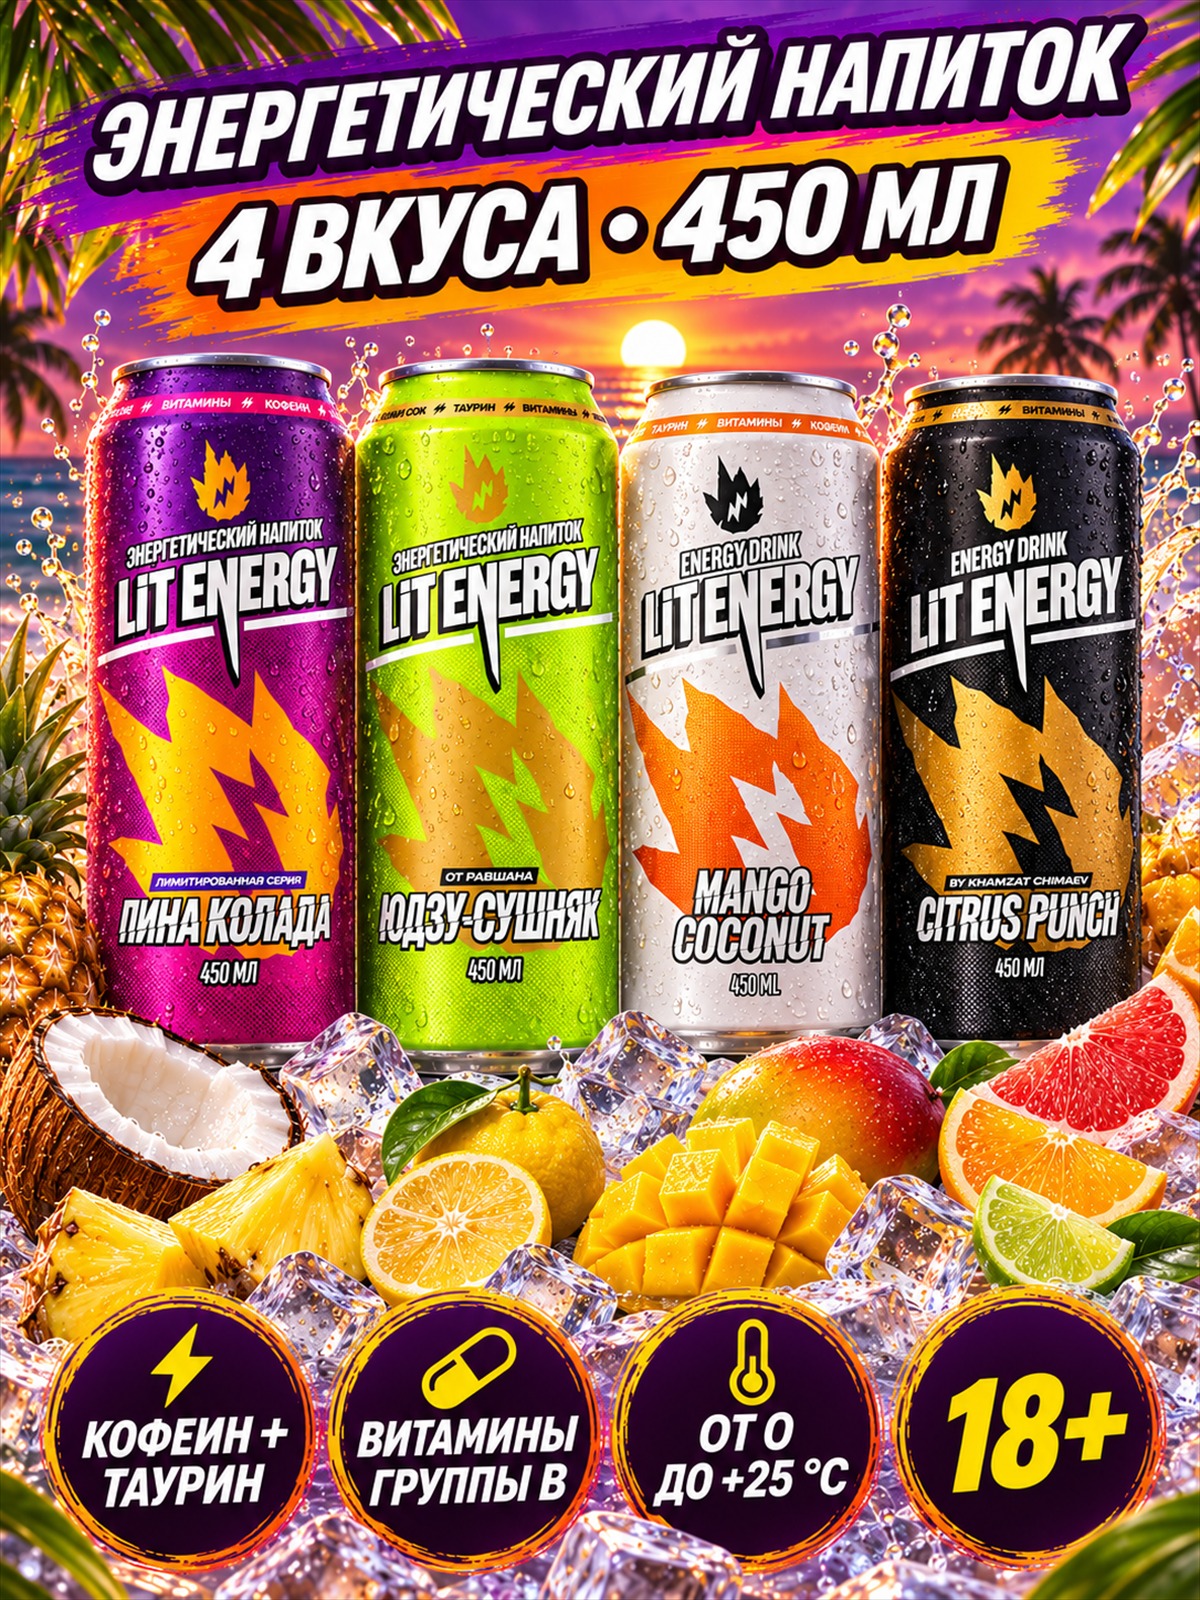 ЭНЕРГЕТИЧЕСКИЙ НАПИТОК
4 ВКУСА • 450 МЛ
ВИТАМИНЫ КОФЕИН
ЭНЕРГЕТИЧЕСКИЙ НАПИТОК
LiT ENERGY
ЛИМИТИРОВАННАЯ СЕРИЯ
ПИНА КОЛАДА
450 МЛ
СОК ТАУРИН ВИТАМИНЫ
ЭНЕРГЕТИЧЕСКИЙ НАПИТОК
LiT ENERGY
ОТ РАВШАНА
ЮДЗУ-СУШНЯК
450 МЛ
ТАУРИН ВИТАМИНЫ КОФЕИН
ENERGY DRINK
LiT ENERGY
MANGO
COCONUT
450 ML
ВИТАМИНЫ
ENERGY DRINK
LiT ENERGY
BY KHAMZAT CHIMAEV
CITRUS PUNCH
450 МЛ
КОФЕИН +
ТАУРИН
ВИТАМИНЫ
ГРУППЫ В
ОТ 0
ДО +25 °С
18+